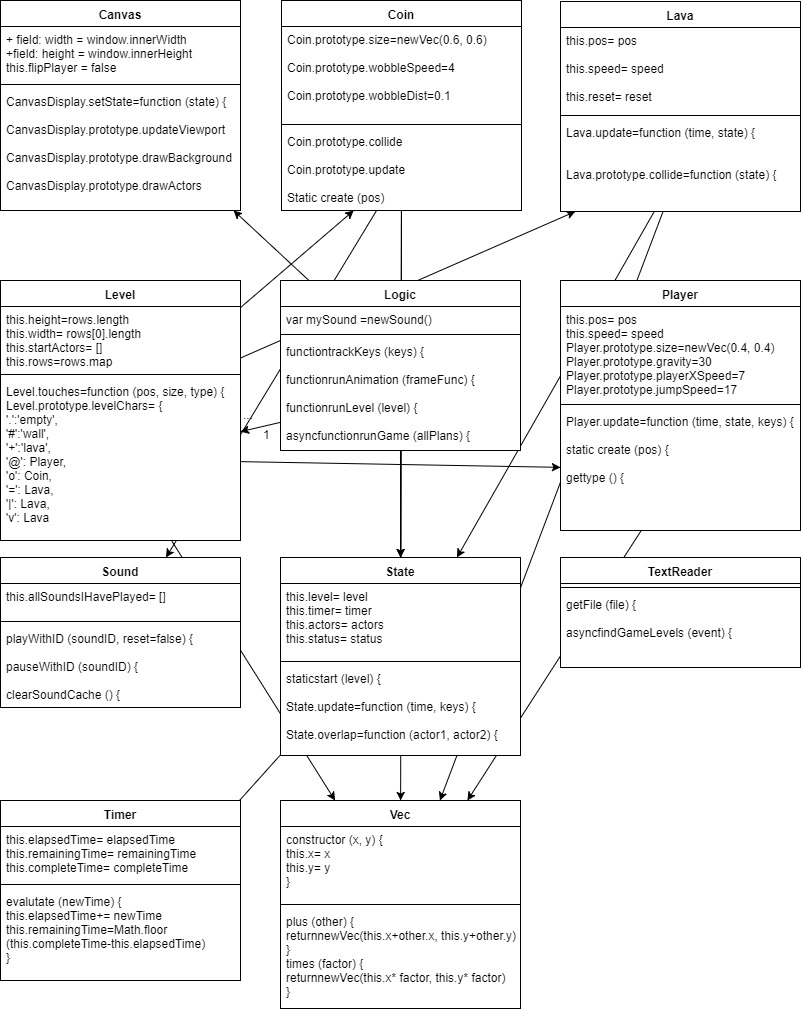 Canvas
+ field: width = window.innerWidth
+field: height = window.innerHeight
this.flipPlayer = false
CanvasDisplay.setState=function (state) {
CanvasDisplay.prototype.updateViewport
CanvasDisplay.prototype.drawBackground
CanvasDisplay.prototype.drawActors
Coin
Coin.prototype.size=newVec(0.6, 0.6)
Coin.prototype.wobbleSpeed=4
Coin.prototype.wobbleDist=0.1
Coin.prototype.collide
Coin.prototype.update
Static create (pos)
Lava
this.pos= pos
this.speed= speed
this.reset= reset
Lava.update=function (time, state) {
Lava.prototype.collide=function (state) {
Level
this.height=rows.length
this.width= rows[0].length
this.startActors= []
this.rows=rows.map
Level.touches=function (pos, size, type) {
Level.prototype.levelChars= {
'.':'empty',
'#':'wall',
'+':'lava',
'@': Player,
'o': Coin,
'=': Lava,
'|': Lava,
'v': Lava
...
1
Logic
var mySound =newSound()
functiontrackKeys (keys) {
functionrunAnimation (frameFunc) {
functionrunLevel (level) {
asyncfunctionrunGame (allPlans) {
Player
this.pos= pos
this.speed= speed
Player.prototype.size=newVec(0.4, 0.4)
Player.prototype.gravity=30
Player.prototype.playerXSpeed=7
Player.prototype.jumpSpeed=17
Player.update=function (time, state, keys) {
static create (pos) {
gettype () {
Sound
this.allSoundsIHavePlayed= []
playWithID (soundID, reset=false) {
pauseWithID (soundID) {
clearSoundCache () {
State
this.level= level
this.timer= timer
this.actors= actors
this.status= status
staticstart (level) {
State.update=function (time, keys) {
State.overlap=function (actor1, actor2) {
TextReader
getFile (file) {
asyncfindGameLevels (event) {
Timer
this.elapsedTime= elapsedTime
this.remainingTime= remainingTime
this.completeTime= completeTime
evalutate (newTime) {
this.elapsedTime+= newTime
this.remainingTime=Math.floor
(this.completeTime-this.elapsedTime)
}
Vec
constructor (x, y) {
this.x= x
this.y= y
}
plus (other) {
returnnewVec(this.x+other.x, this.y+other.y)
}
times (factor) {
returnnewVec(this.x* factor, this.y* factor)
}